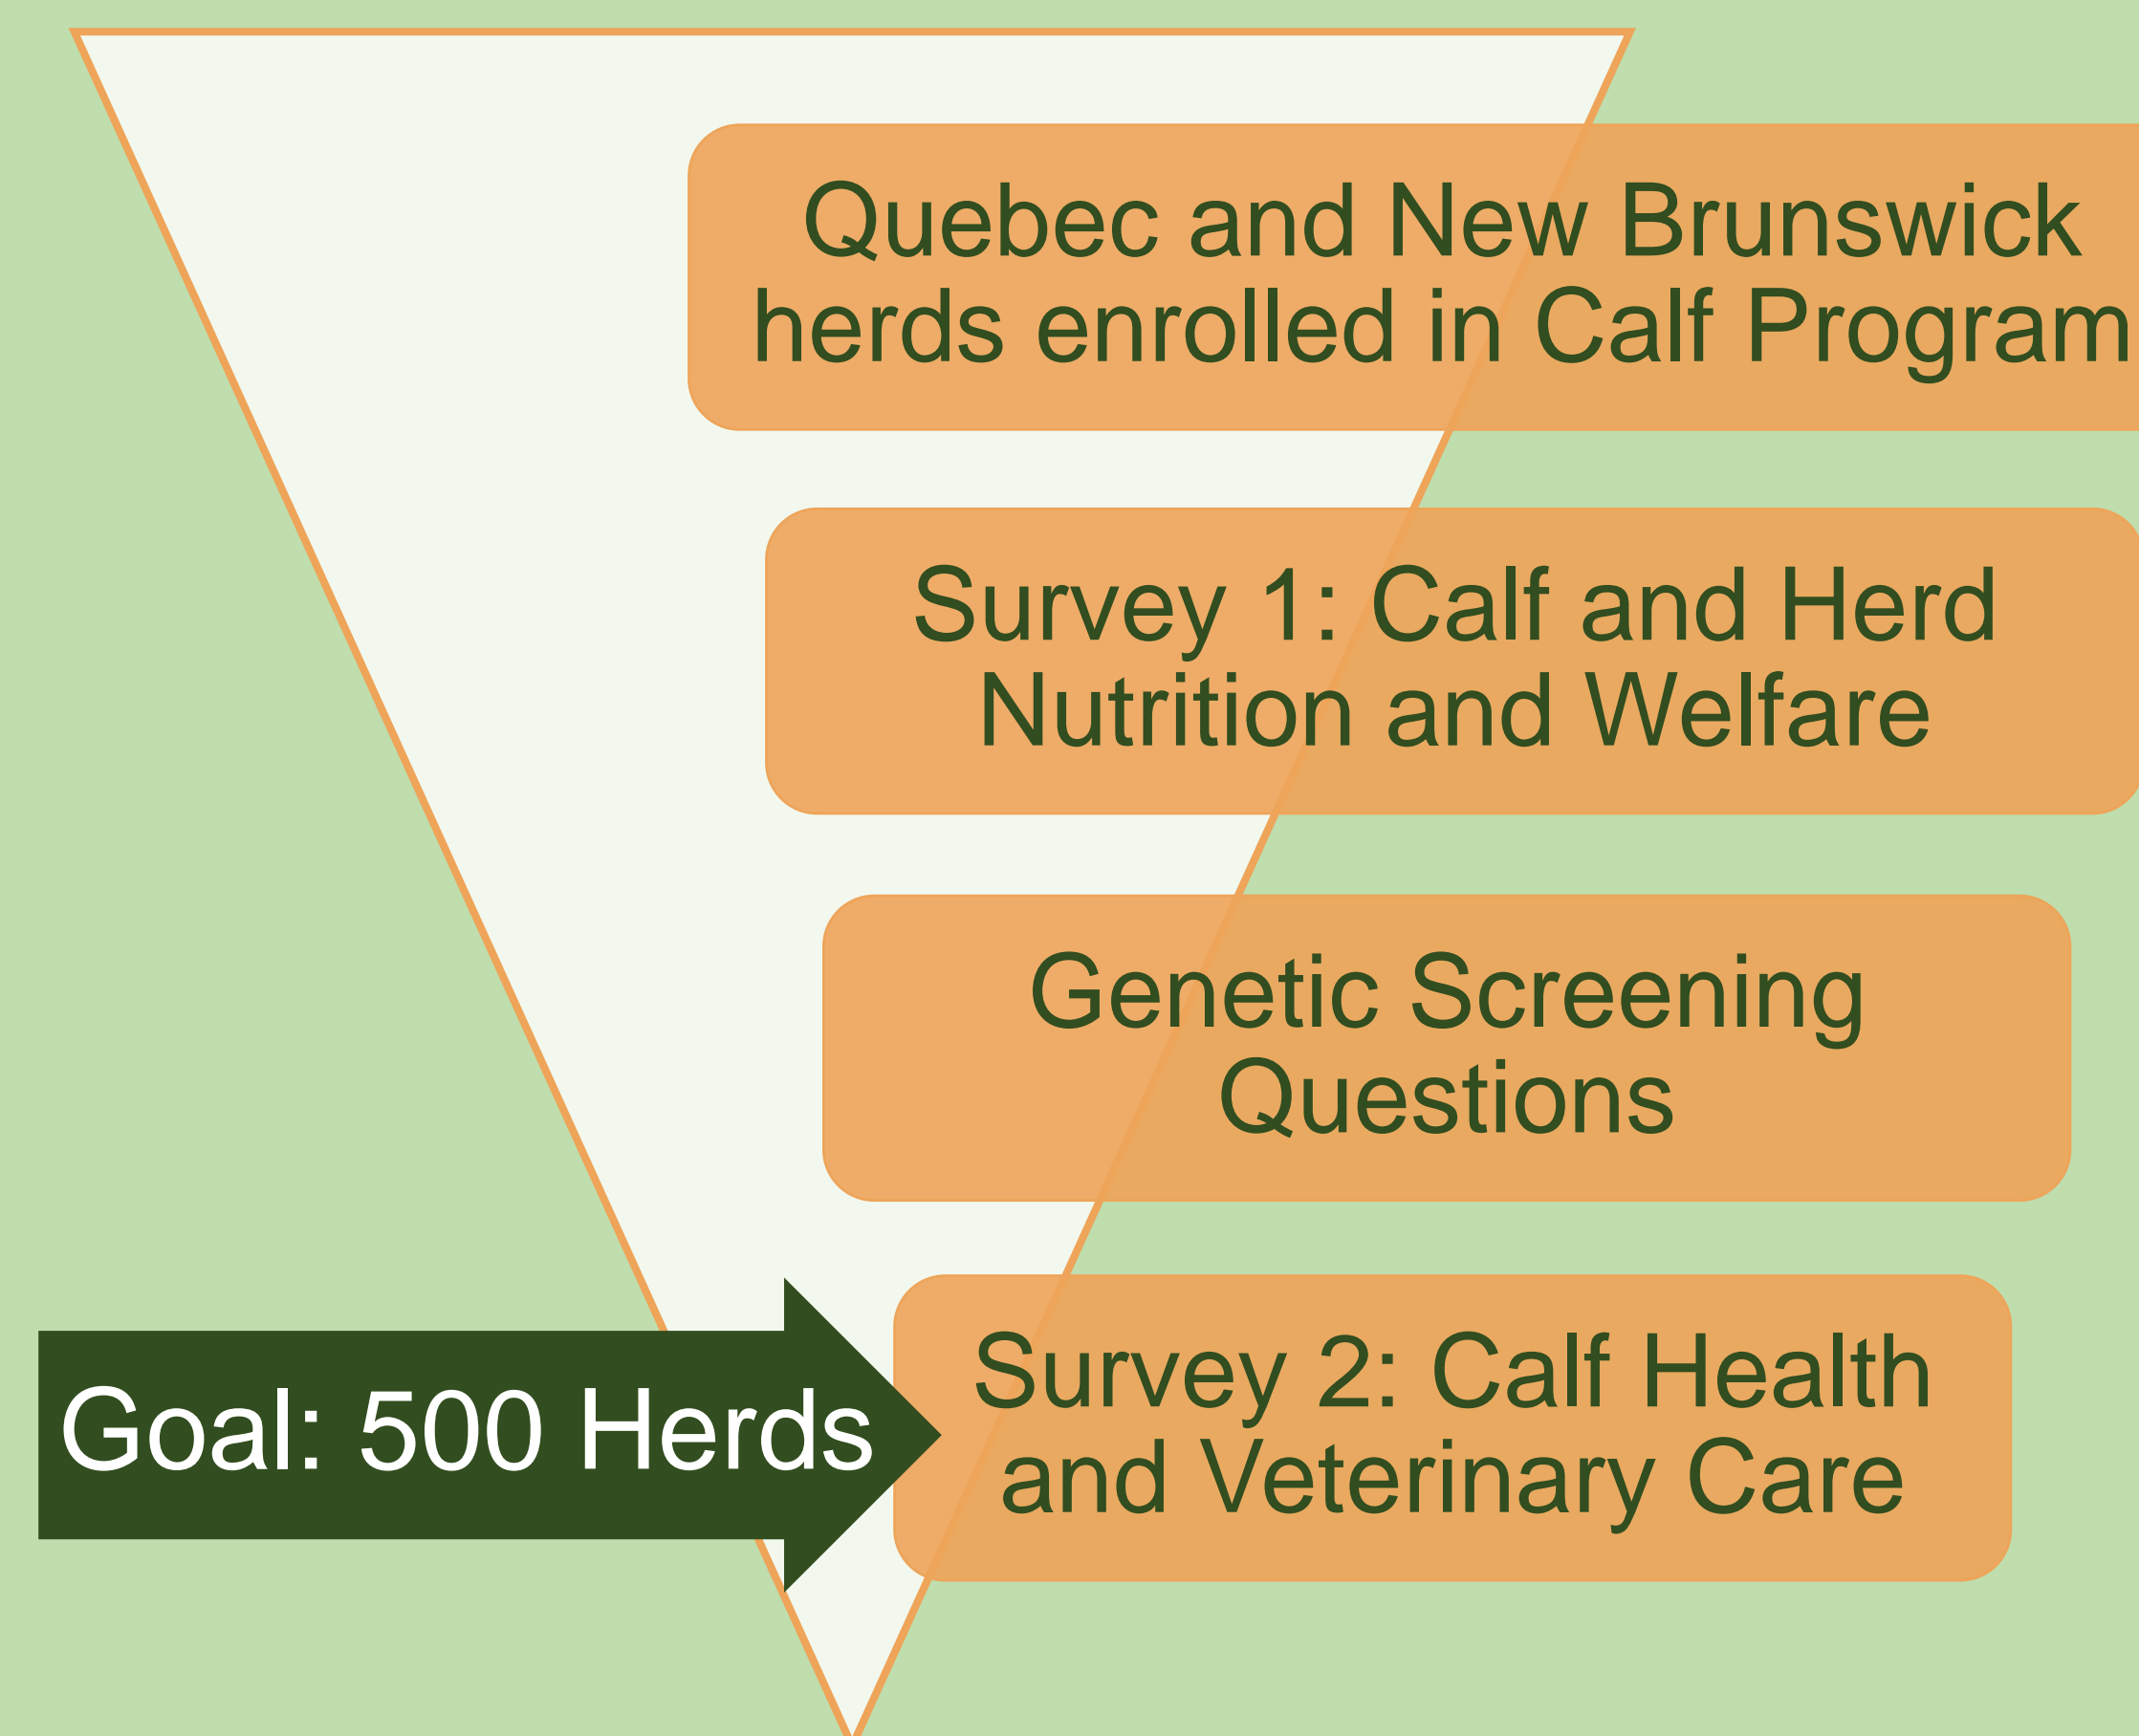 Quebec and New Brunswick
herds enrolled in Calf Program
Survey 1: Calf and Herd
Nutrition and Welfare
Genetic Screening
Questions
Goal: 500 Herds
Survey 2: Calf Health
and Veterinary Care